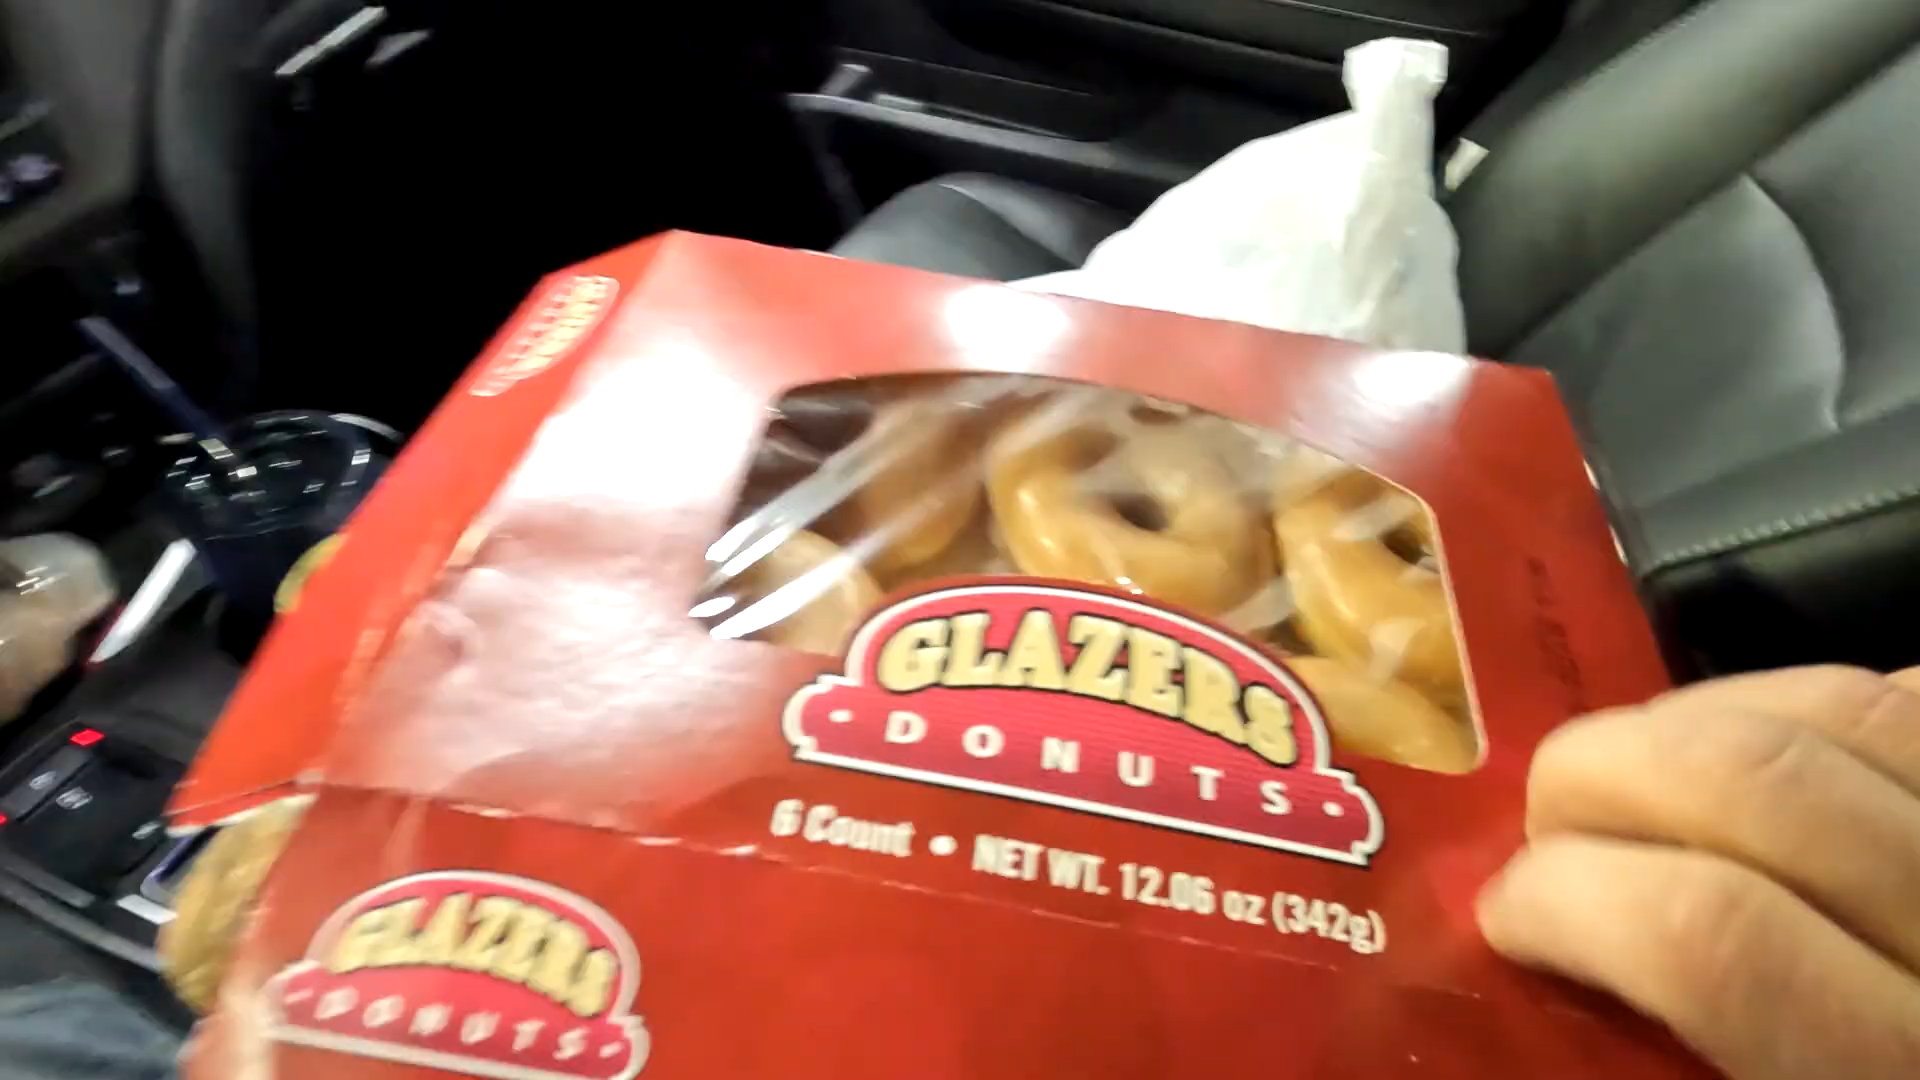 GLAZERS
• DONUTS •
6 Count • NET WT. 12.06 oz (342g)
GLAZERS
• DONUTS •